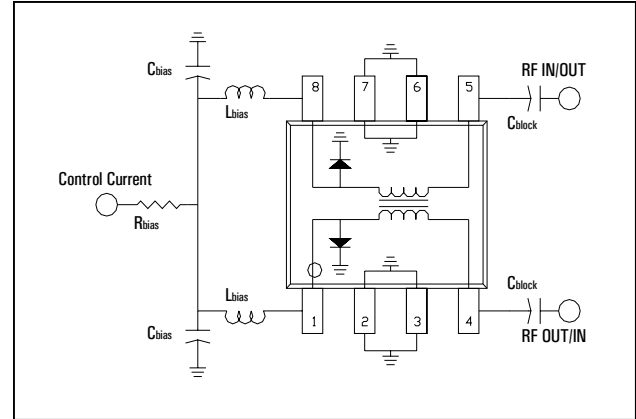 Cbias
8
7
6
5
RF IN/OUT
Lbias
Cblock
Control Current
Rbias
Lbias
Cblock
1
2
3
4
Cbias
RF OUT/IN